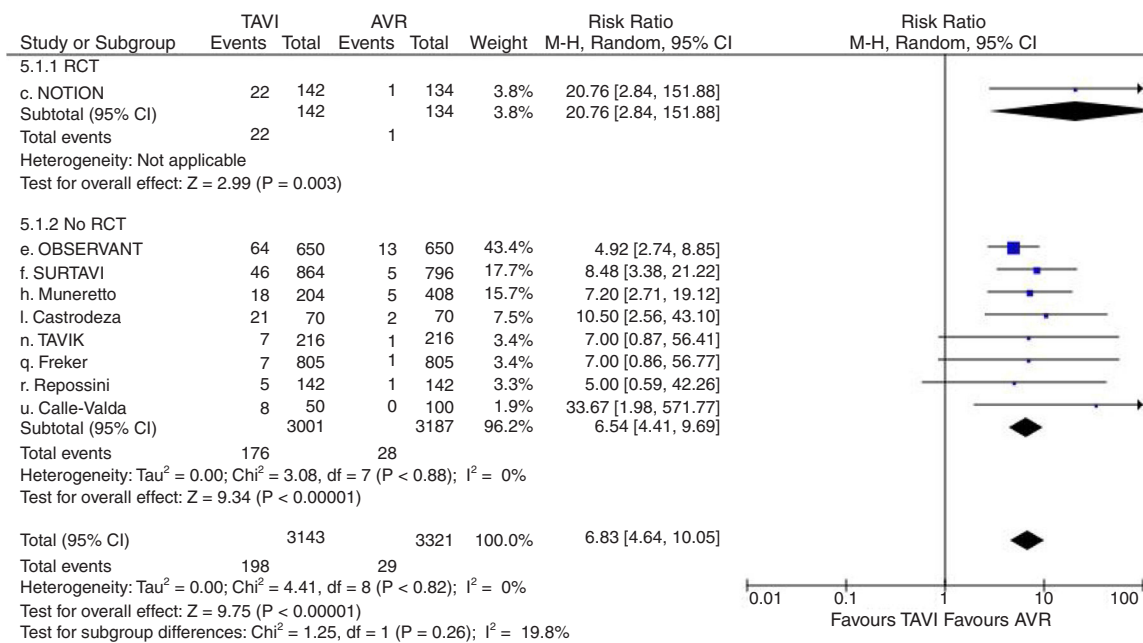 TAVI AVR Risk Ratio Risk Ratio
Study or Subgroup Events Total Events Total Weight M-H, Random, 95% CI M-H, Random, 95% CI
5.1.1 RCT
c. NOTION 22 142 1 134 3.8% 20.76 [2.84, 151.88]
Subtotal (95% CI) 142 134 3.8% 20.76 [2.84, 151.88]
Total events 22 1
Heterogeneity: Not applicable
Test for overall effect: Z = 2.99 (P = 0.003)
5.1.2 No RCT
e. OBSERVANT 64 650 13 650 43.4% 4.92 [2.74, 8.85]
f. SURTAVI 46 864 5 796 17.7% 8.48 [3.38, 21.22]
h. Muneretto 18 204 5 408 15.7% 7.20 [2.71, 19.12]
l. Castrodeza 21 70 2 70 7.5% 10.50 [2.56, 43.10]
n. TAVIK 7 216 1 216 3.4% 7.00 [0.87, 56.41]
q. Freker 7 805 1 805 3.4% 7.00 [0.86, 56.77]
r. Repossini 5 142 1 142 3.3% 5.00 [0.59, 42.26]
u. Calle-Valda 8 50 0 100 1.9% 33.67 [1.98, 571.77]
Subtotal (95% CI) 3001 3187 96.2% 6.54 [4.41, 9.69]
Total events 176 28
Heterogeneity: Tau² = 0.00; Chi² = 3.08, df = 7 (P < 0.88); I² = 0%
Test for overall effect: Z = 9.34 (P < 0.00001)
Total (95% CI) 3143 3321 100.0% 6.83 [4.64, 10.05]
Total events 198 29
Heterogeneity: Tau² = 0.00; Chi² = 4.41, df = 8 (P < 0.82); I² = 0%
Test for overall effect: Z = 9.75 (P < 0.00001)
Test for subgroup differences: Chi² = 1.25, df = 1 (P = 0.26); I² = 19.8%
0.01 0.1 1 10 100
Favours TAVI Favours AVR